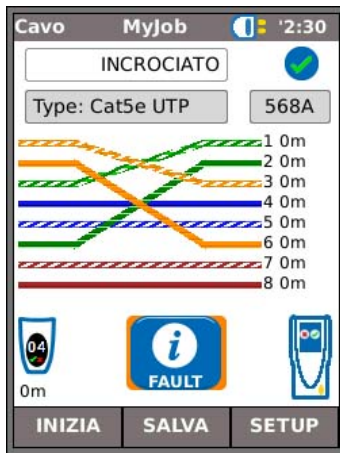 Cavo MyJob '2:30
INCROCIATO
Type: Cat5e UTP 568A
1 0m
2 0m
3 0m
4 0m
5 0m
6 0m
7 0m
8 0m
04
i
FAULT
0m
INIZIA SALVA SETUP